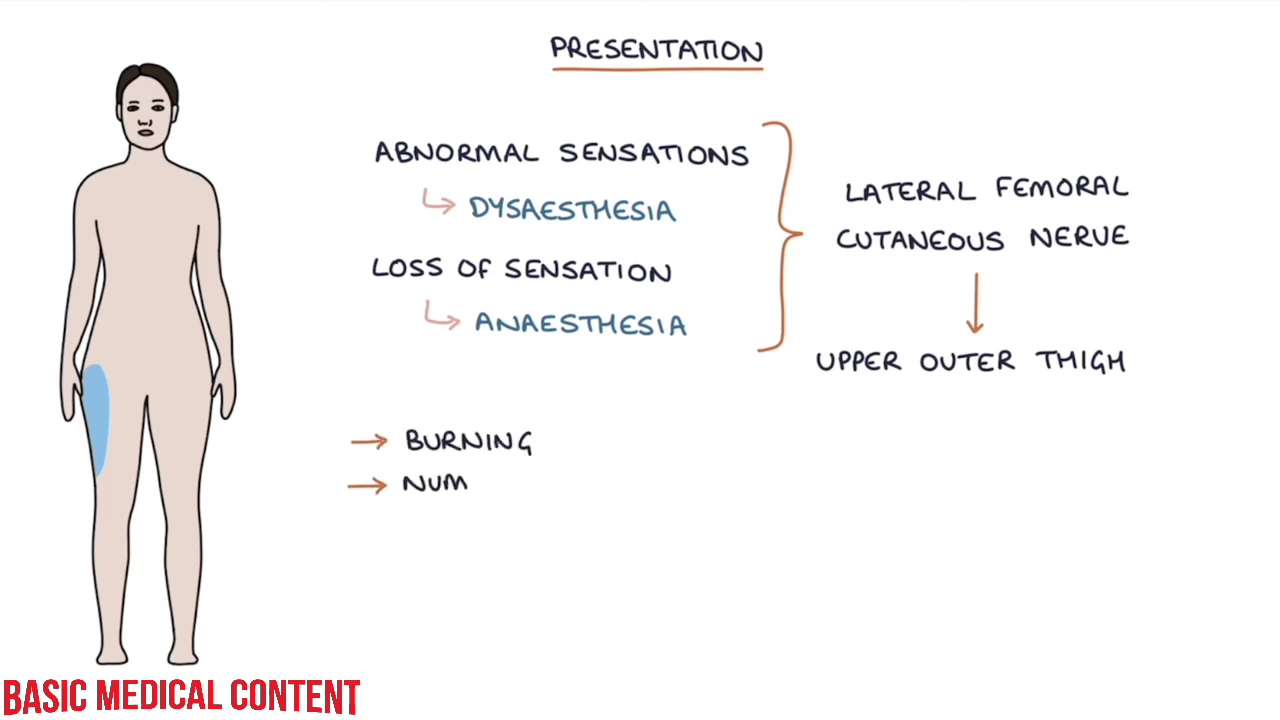 PRESENTATION
ABNORMAL SENSATIONS
DYSAESTHESIA
LOSS OF SENSATION
ANAESTHESIA
LATERAL FEMORAL
CUTANEOUS NERVE
UPPER OUTER THIGH
BURNING
NUM
BASIC MEDICAL CONTENT